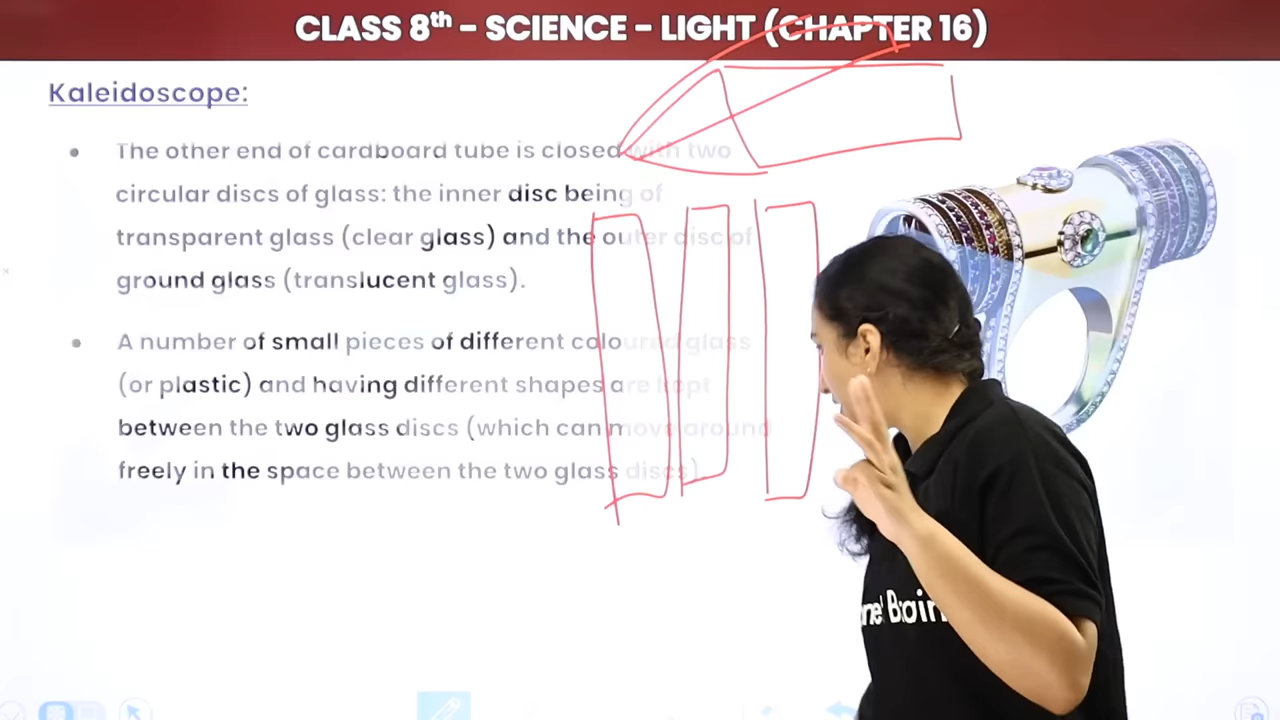 CLASS 8th - SCIENCE - LIGHT (CHAPTER 16)
Kaleidoscope:
• The other end of cardboard tube is closed with two
circular discs of glass: the inner disc being of
transparent glass (clear glass) and the outer disc of
ground glass (translucent glass).
• A number of small pieces of different coloured glass
(or plastic) and having different shapes are kept
between the two glass discs (which can move around
freely in the space between the two glass discs).
Brain